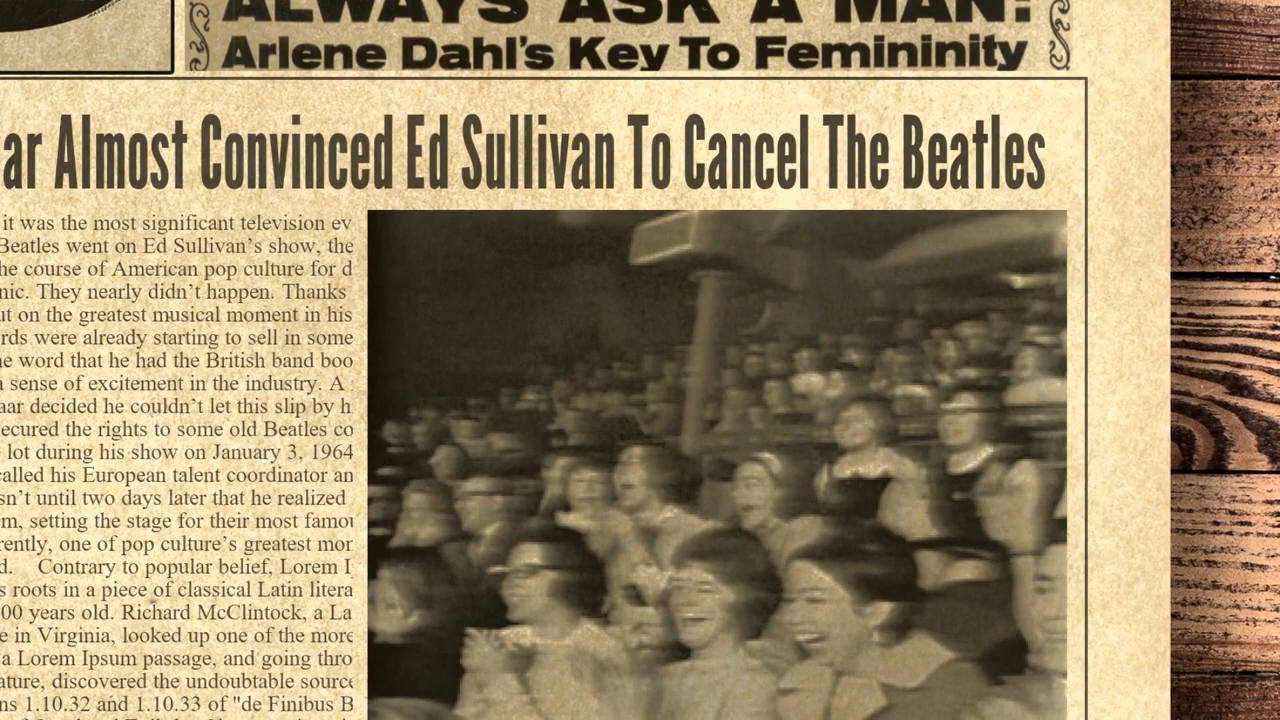 ALWAYS ASK A MAN:
Arlene Dahl’s Key To Femininity
ar Almost Convinced Ed Sullivan To Cancel The Beatles
it was the most significant television ev
Beatles went on Ed Sullivan’s show, the
he course of American pop culture for d
nic. They nearly didn’t happen. Thanks
ut on the greatest musical moment in his
rds were already starting to sell in some
he word that he had the British band boo
a sense of excitement in the industry. A
aar decided he couldn’t let this slip by h
ecured the rights to some old Beatles co
lot during his show on January 3, 1964
called his European talent coordinator an
sn’t until two days later that he realized
m, setting the stage for their most famou
rently, one of pop culture’s greatest mor
d. Contrary to popular belief, Lorem I
s roots in a piece of classical Latin litera
00 years old. Richard McClintock, a La
e in Virginia, looked up one of the more
a Lorem Ipsum passage, and going thro
ature, discovered the undoubtable source
ns 1.10.32 and 1.10.33 of "de Finibus B